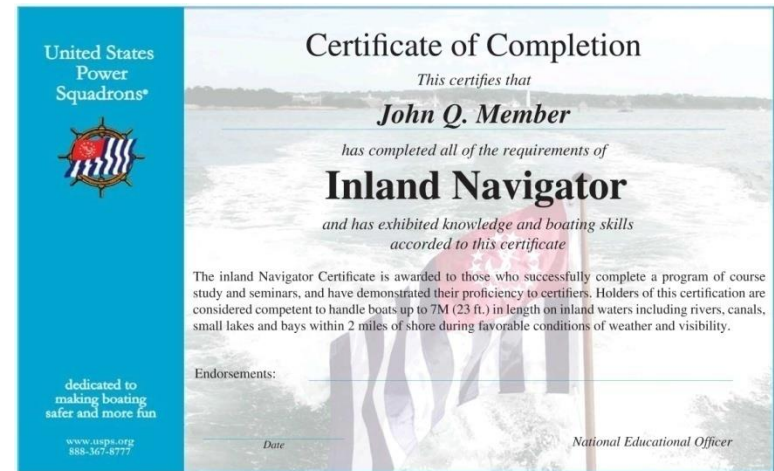 United States
Power
Squadrons®
dedicated to
making boating
safer and more fun
www.usps.org
888-367-8777
Certificate of Completion
This certifies that
John Q. Member
has completed all of the requirements of
Inland Navigator
and has exhibited knowledge and boating skills
accorded to this certificate
The inland Navigator Certificate is awarded to those who successfully complete a program of course
study and seminars, and have demonstrated their proficiency to certifiers. Holders of this certification are
considered competent to handle boats up to 7M (23 ft.) in length on inland waters including rivers, canals,
small lakes and bays within 2 miles of shore during favorable conditions of weather and visibility.
Endorsements:
Date
National Educational Officer